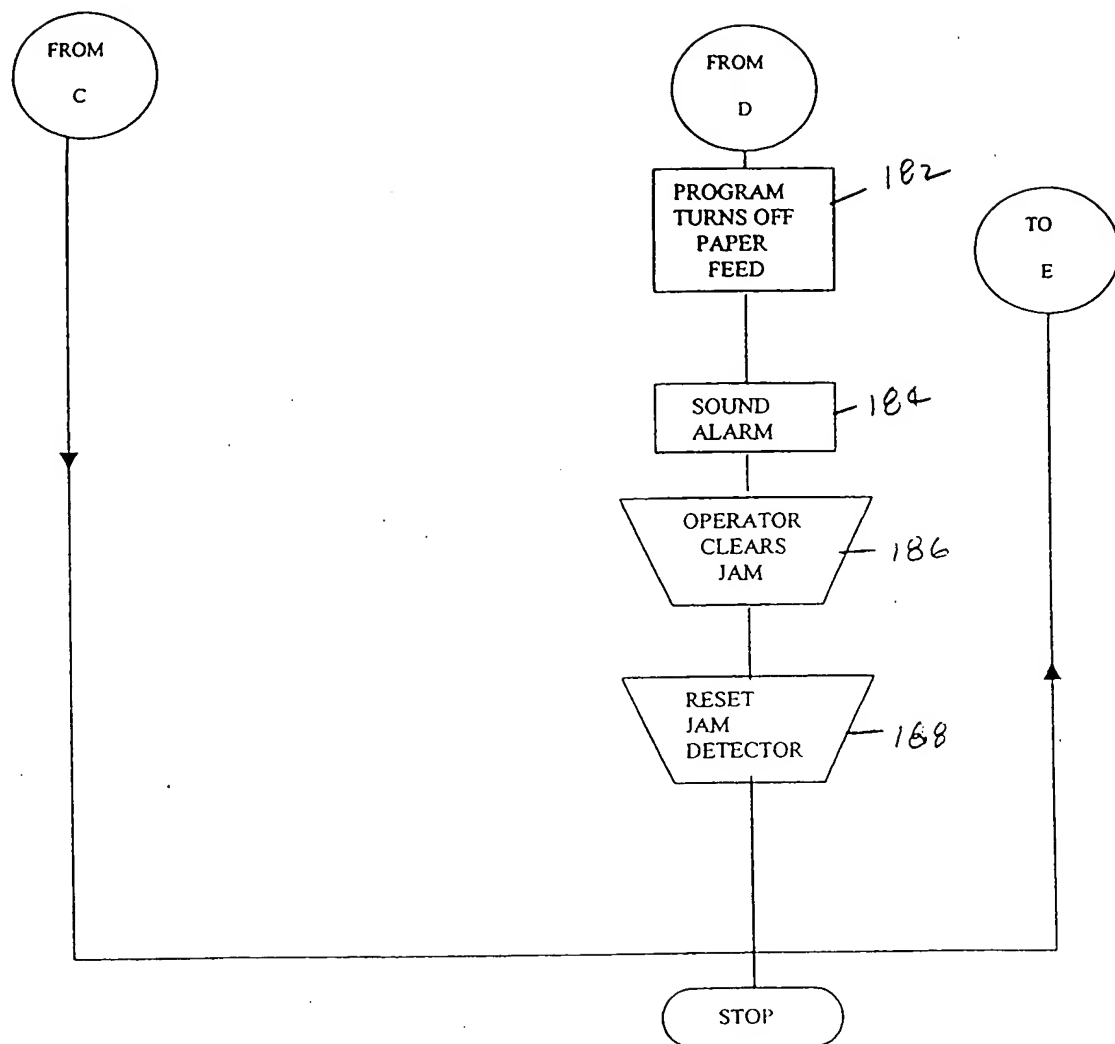 FROM
C
FROM
D
PROGRAM
TURNS OFF
PAPER
FEED
182
TO
E
SOUND
ALARM
184
OPERATOR
CLEARS
JAM
186
RESET
JAM
DETECTOR
188
STOP